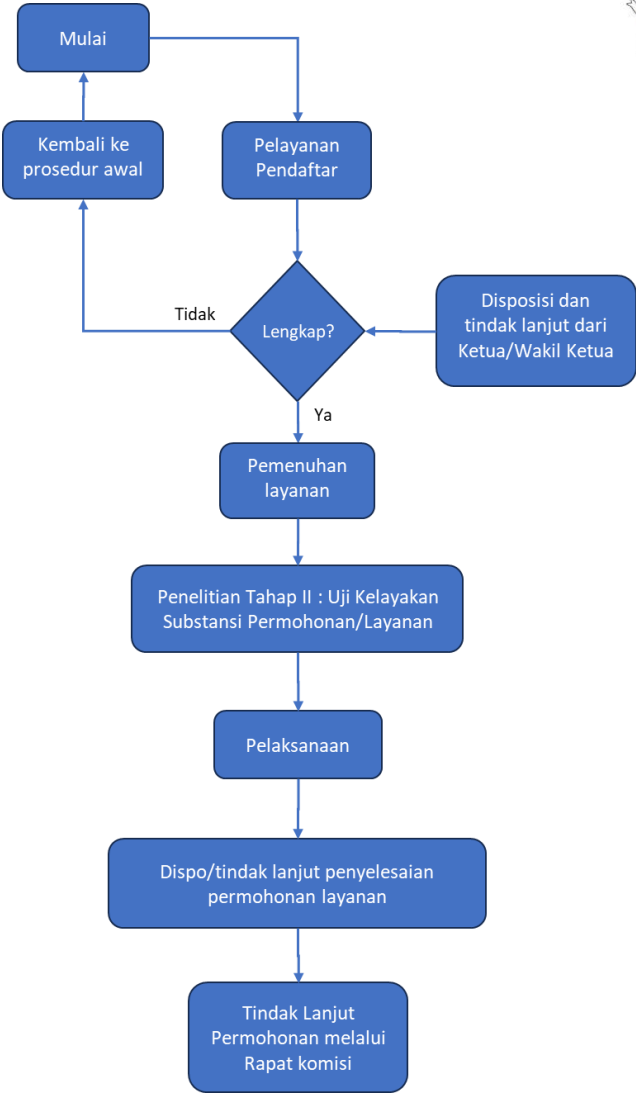 Mulai
Kembali ke
prosedur awal
Pelayanan
Pendaftar
Tidak
Lengkap?
Disposisi dan
tindak lanjut dari
Ketua/Wakil Ketua
Ya
Pemenuhan
layanan
Penelitian Tahap II : Uji Kelayakan
Substansi Permohonan/Layanan
Pelaksanaan
Dispo/tindak lanjut penyelesaian
permohonan layanan
Tindak Lanjut
Permohonan melalui
Rapat komisi